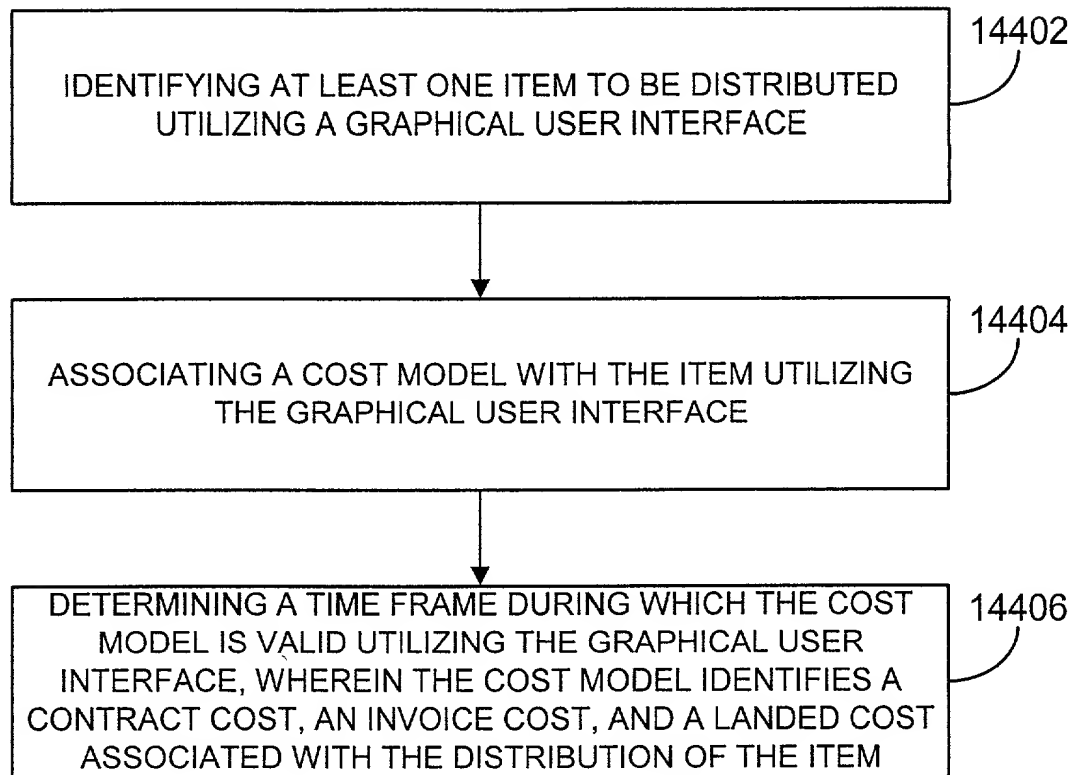 14402
IDENTIFYING AT LEAST ONE ITEM TO BE DISTRIBUTED
UTILIZING A GRAPHICAL USER INTERFACE
14404
ASSOCIATING A COST MODEL WITH THE ITEM UTILIZING
THE GRAPHICAL USER INTERFACE
14406
DETERMINING A TIME FRAME DURING WHICH THE COST
MODEL IS VALID UTILIZING THE GRAPHICAL USER
INTERFACE, WHEREIN THE COST MODEL IDENTIFIES A
CONTRACT COST, AN INVOICE COST, AND A LANDED COST
ASSOCIATED WITH THE DISTRIBUTION OF THE ITEM